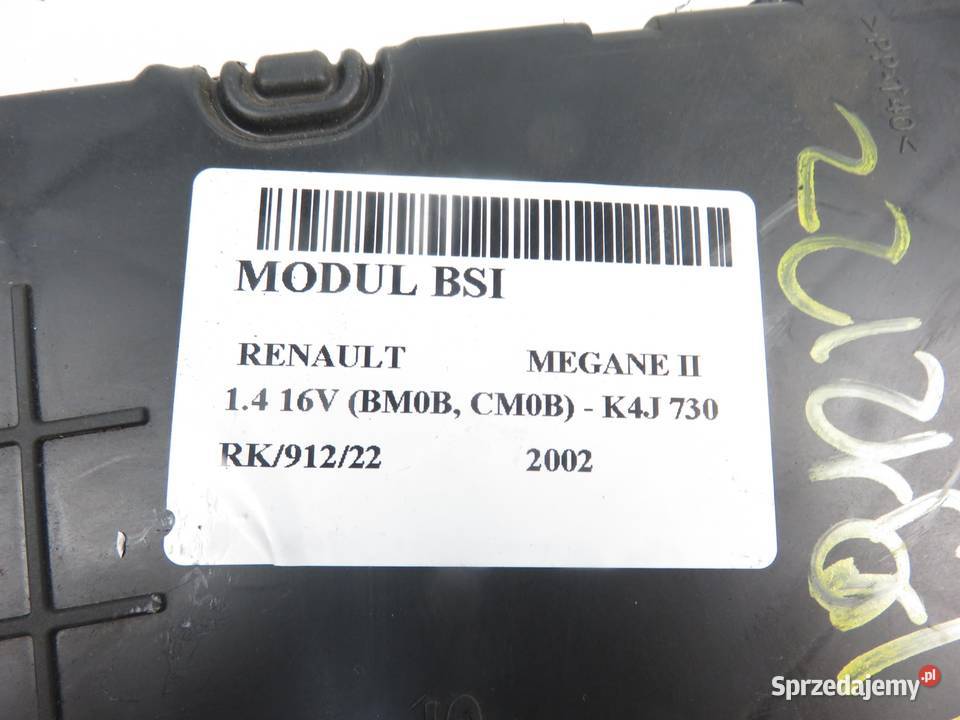 MODUL BSI
RENAULT MEGANE II
1.4 16V (BM0B, CM0B) - K4J 730
RK/912/22 2002
Sprzedajemy.pl